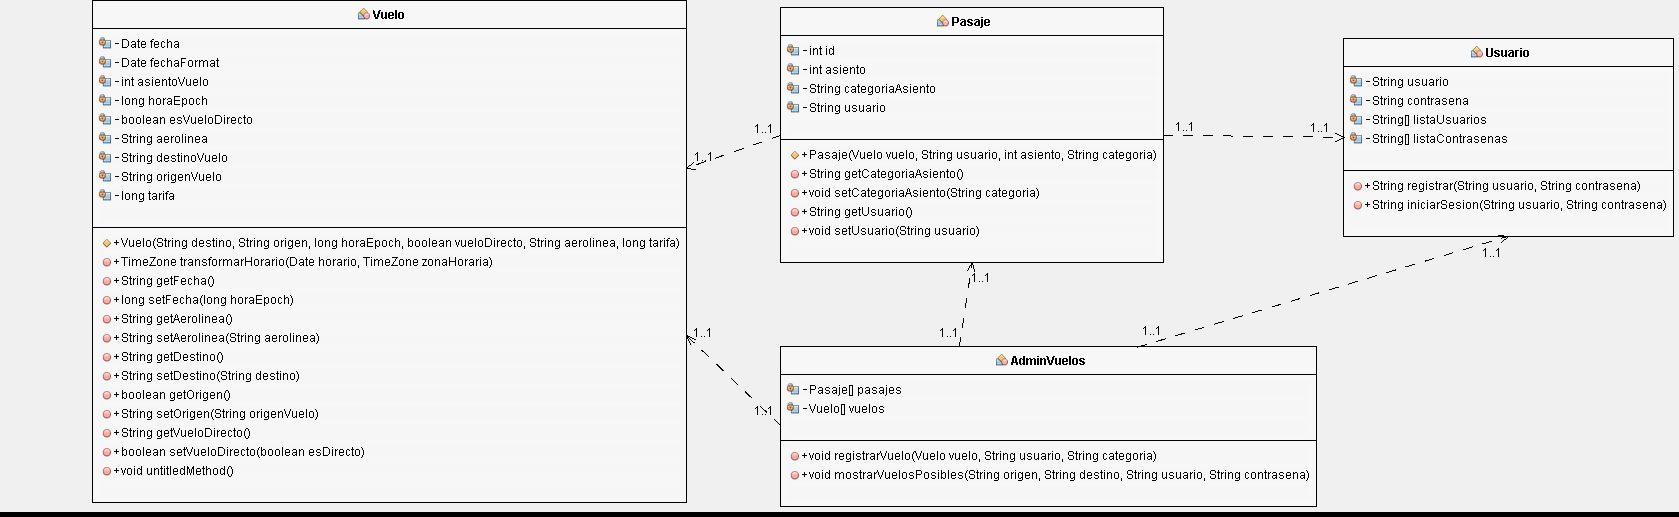 Vuelo
- Date fecha
- Date fechaFormat
- int asientoVuelo
- long horaEpoch
- boolean esVueloDirecto
- String aerolinea
- String destinoVuelo
- String origenVuelo
- long tarifa
+Vuelo(String destino, String origen, long horaEpoch, boolean vueloDirecto, String aerolinea, long tarifa)
+TimeZone transformarHorario(Date horario, TimeZone zonaHoraria)
+String getFecha()
+long setFecha(long horaEpoch)
+String getAerolinea()
+String setAerolinea(String aerolinea)
+String getDestino()
+String setDestino(String destino)
+boolean getOrigen()
+String setOrigen(String origenVuelo)
+String getVueloDirecto()
+boolean setVueloDirecto(boolean esDirecto)
+void untitledMethod()
Pasaje
- int id
- int asiento
- String categoriaAsiento
- String usuario
+Pasaje(Vuelo vuelo, String usuario, int asiento, String categoria)
+String getCategoriaAsiento()
+void setCategoriaAsiento(String categoria)
+String getUsuario()
+void setUsuario(String usuario)
Usuario
- String usuario
- String contrasena
- String[] listaUsuarios
- String[] listaContrasenas
+String registrar(String usuario, String contrasena)
+String iniciarSesion(String usuario, String contrasena)
AdminVuelos
- Pasaje[] pasajes
- Vuelo[] vuelos
+void registrarVuelo(Vuelo vuelo, String usuario, String categoria)
+void mostrarVuelosPosibles(String origen, String destino, String usuario, String contrasena)
1..1
1..1
1..1
1..1
1..1
1..1
1..1
1..1
1..1
1..1